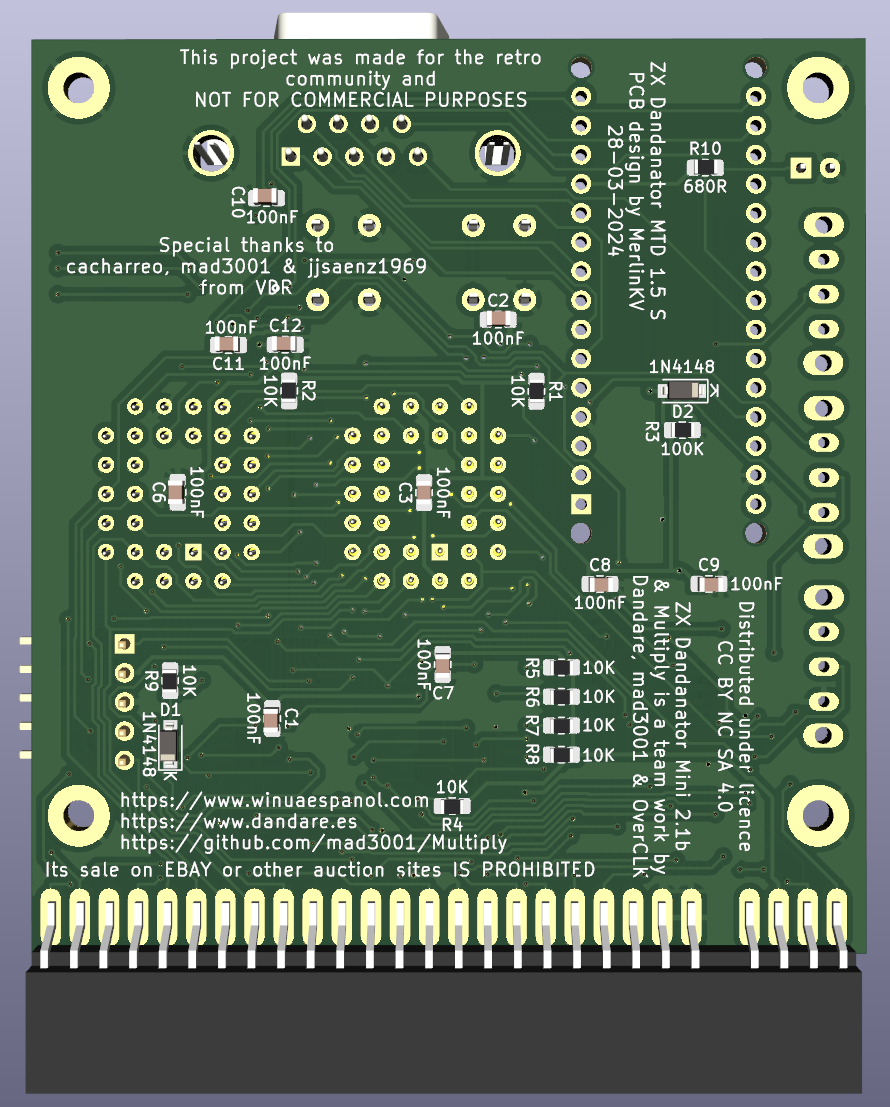 This project was made for the retro
community and
NOT FOR COMMERCIAL PURPOSES
ZX Dandanator MTD 1.5 S
PCB design by MerlinKV
28-03-2024
R10
680R
C10
100nF
Special thanks to
cacharreo, mad3001 & jjsaenz1969
from VDR
C2
100nF
100nF
C11
C12
100nF
10K
R2
10K
R1
1N4148
K
D2
R3
100K
C6
100nF
C3
100nF
C8
100nF
C9
100nF
Distributed under licence
CC BY NC SA 4.0
ZX Dandanator Mini 2.1b
& Multiply is a team work by
Dandare, mad3001 & OverCLK
100nF
C7
R5
10K
R6
10K
R7
10K
R8
10K
R9
10K
D1
1N4148
K
100nF
C1
10K
R4
https://www.winuaespanol.com
https://www.dandare.es
https://github.com/mad3001/Multiply
Its sale on EBAY or other auction sites IS PROHIBITED